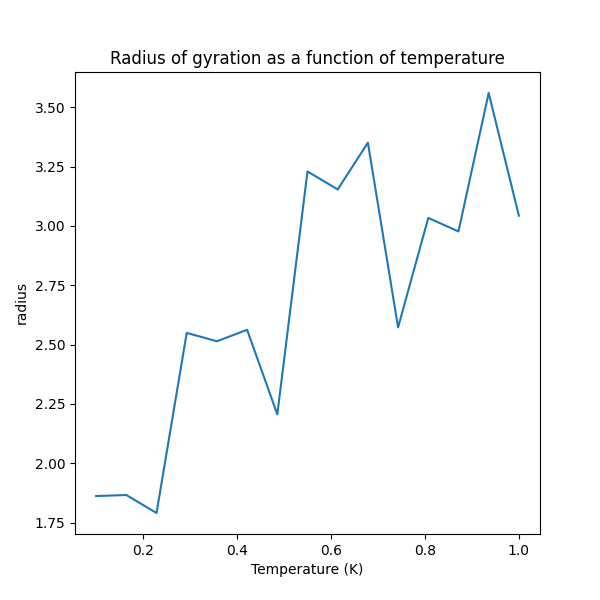 Radius of gyration as a function of temperature
3.50
3.25
3.00
2.75
2.50
2.25
2.00
1.75
radius
0.2 0.4 0.6 0.8 1.0
Temperature (K)